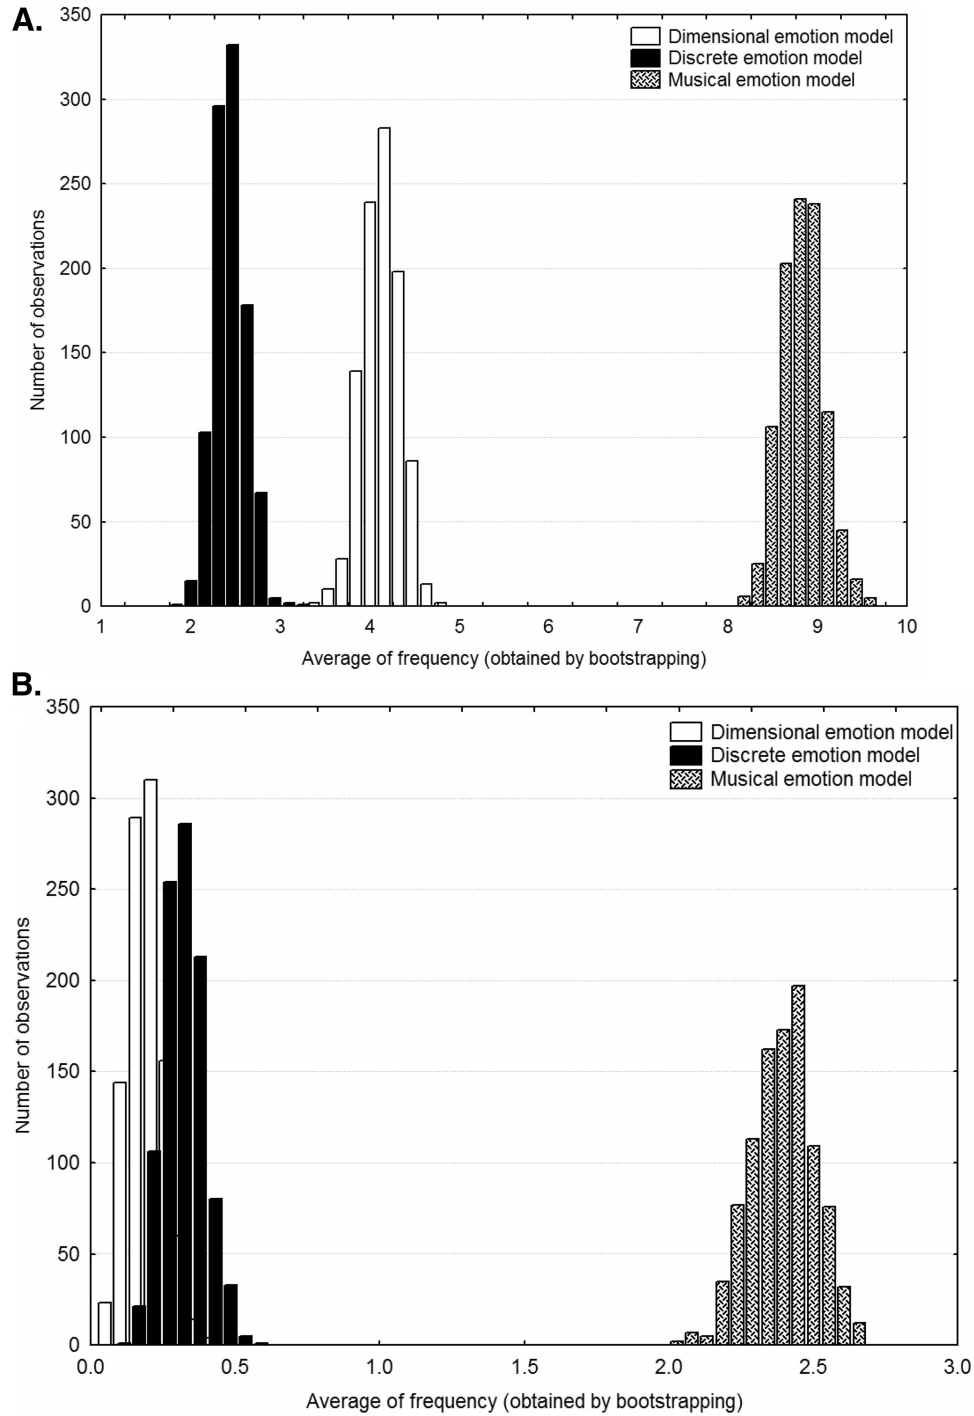 A.
350
300
250
200
150
100
50
0
Number of observations
Dimensional emotion model
Discrete emotion model
Musical emotion model
1 2 3 4 5 6 7 8 9 10
Average of frequency (obtained by bootstrapping)
B.
350
300
250
200
150
100
50
0
Number of observations
Dimensional emotion model
Discrete emotion model
Musical emotion model
0.0 0.5 1.0 1.5 2.0 2.5 3.0
Average of frequency (obtained by bootstrapping)